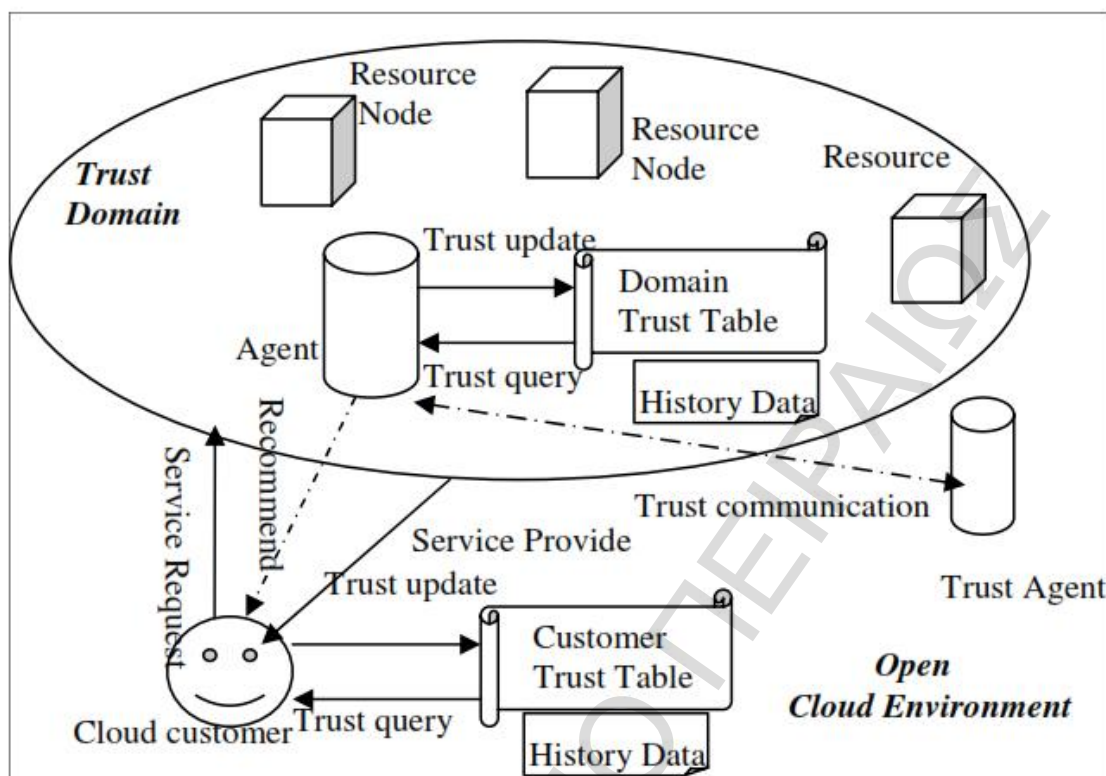 Resource
Node
Resource
Node
Resource
Trust
Domain
Trust update
Domain
Trust Table
Agent
Trust query
History Data
Recommend
Service Request
Trust communication
Service Provide
Trust update
Trust Agent
Customer
Trust Table
Open
Cloud Environment
Trust query
Cloud customer
History Data
ΠΕΙΡΑΙΩΣ